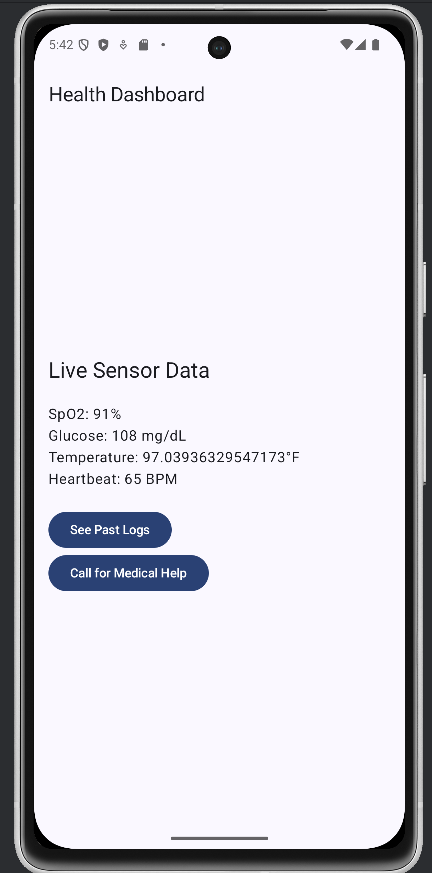 5:42
Health Dashboard
Live Sensor Data
SpO2: 91%
Glucose: 108 mg/dL
Temperature: 97.03936329547173°F
Heartbeat: 65 BPM
See Past Logs
Call for Medical Help